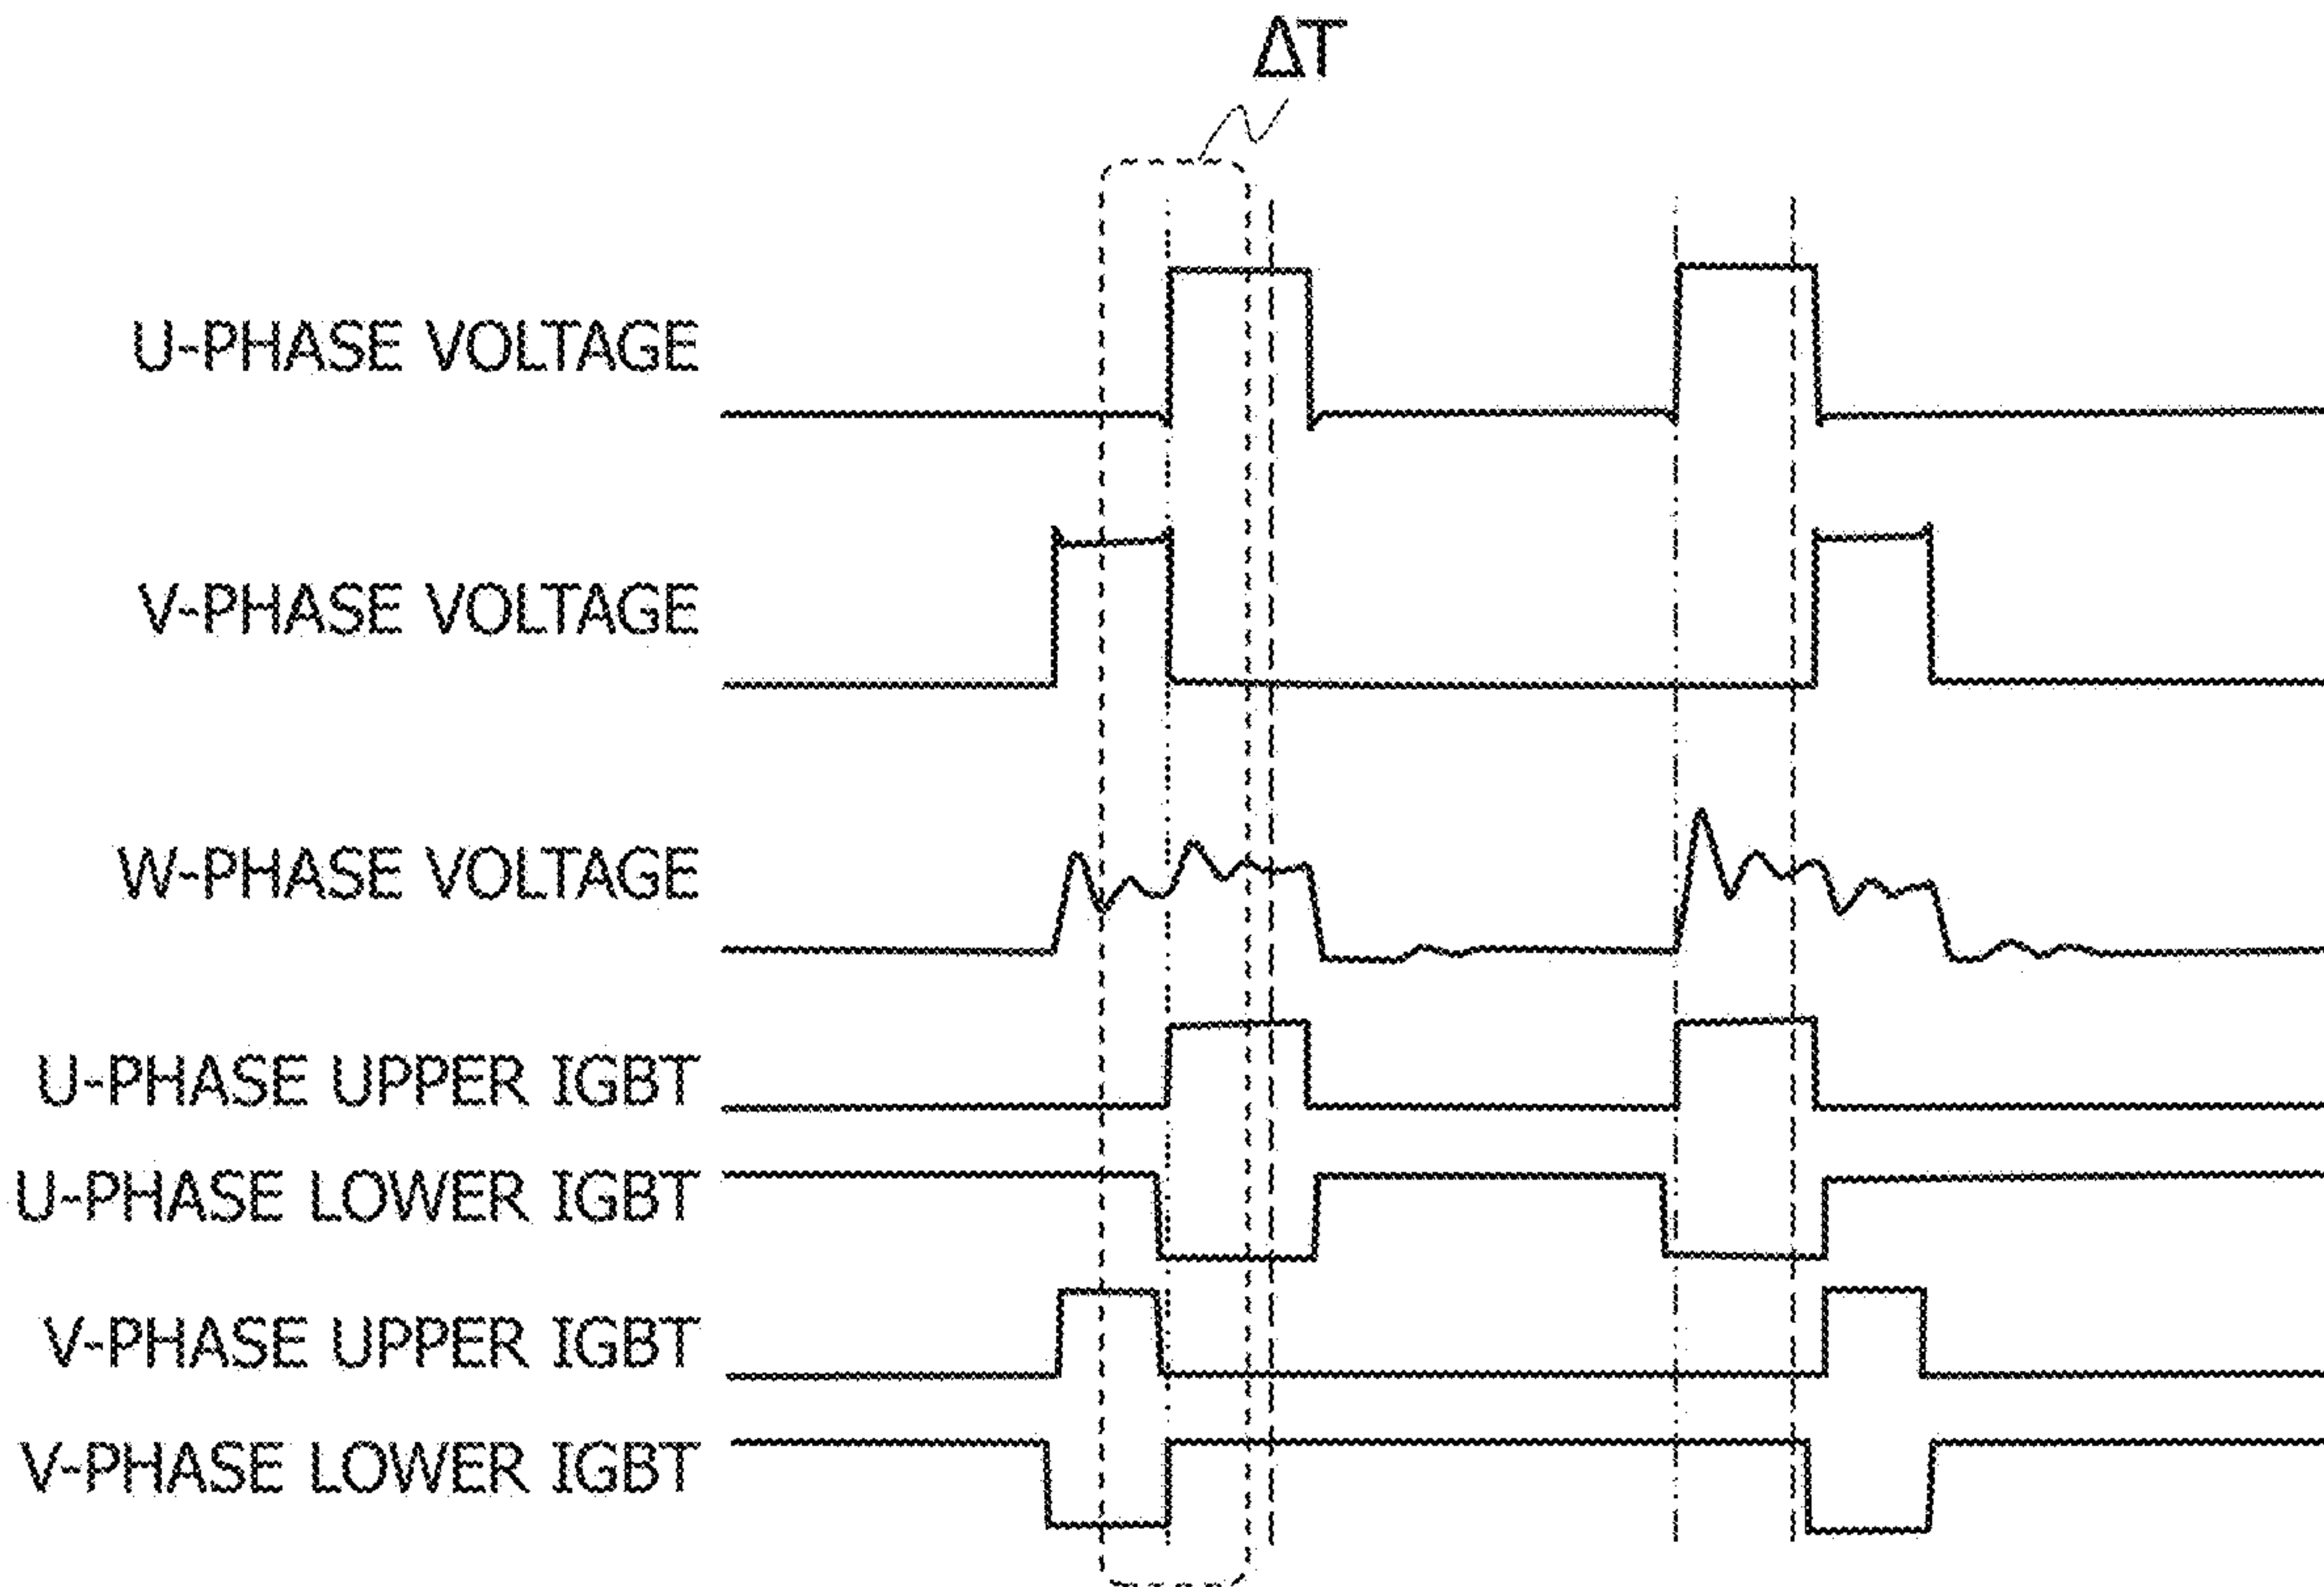 ΔT
U-PHASE VOLTAGE
V-PHASE VOLTAGE
W-PHASE VOLTAGE
U-PHASE UPPER IGBT
U-PHASE LOWER IGBT
V-PHASE UPPER IGBT
V-PHASE LOWER IGBT